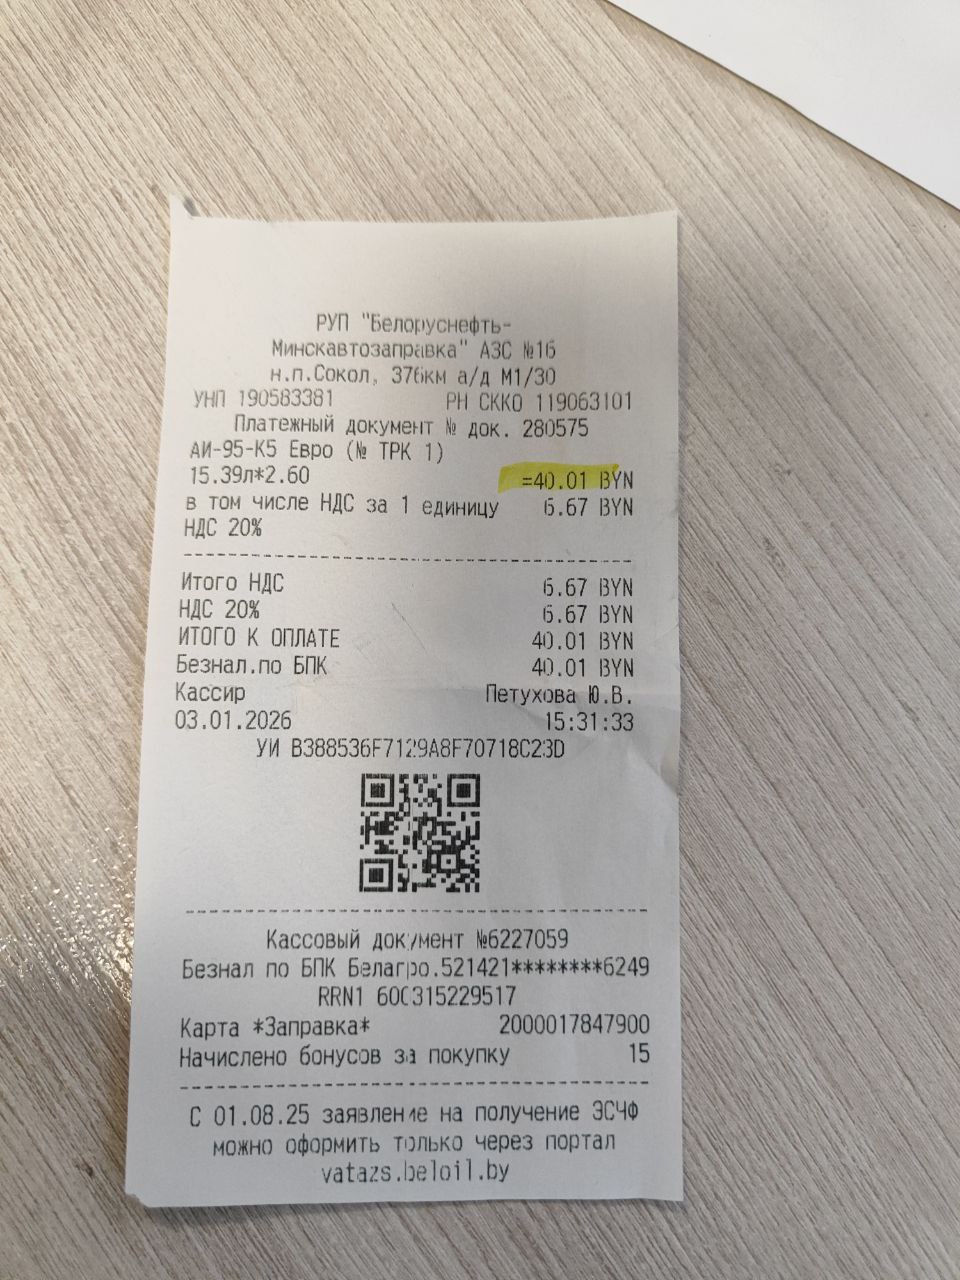 РУП "Белоруснефть-
Минскавтозаправка" АЗС №16
н.п.Сокол, 376км а/д М1/30
УНП 190583381 РН СККО 119063101
Платежный документ № док. 280575
АИ-95-К5 Евро (№ ТРК 1)
15.39л*2.60 =40.01 BYN
в том числе НДС за 1 единицу 6.67 BYN
НДС 20%
Итого НДС 6.67 BYN
НДС 20% 6.67 BYN
ИТОГО К ОПЛАТЕ 40.01 BYN
Безнал.по БПК 40.01 BYN
Кассир Петухова Ю.В.
03.01.2026 15:31:33
УИ B388536F7129A8F70718C23D
Кассовый документ №6227059
Безнал по БПК Белагро.521421********6249
RRN1 600315229517
Карта *Заправка* 2000017847900
Начислено бонусов за покупку 15
С 01.08.25 заявление на получение ЭСЧФ
можно оформить только через портал
vatazs.beloil.by